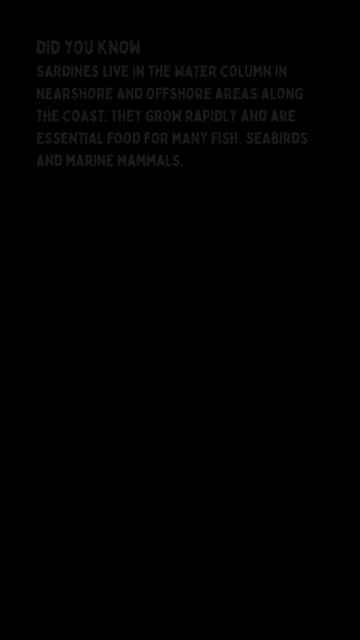 DID YOU KNOW
SARDINES LIVE IN THE WATER COLUMN IN
NEARSHORE AND OFFSHORE AREAS ALONG
THE COAST. THEY GROW RAPIDLY AND ARE
ESSENTIAL FOOD FOR MANY FISH, SEABIRDS
AND MARINE MAMMALS.